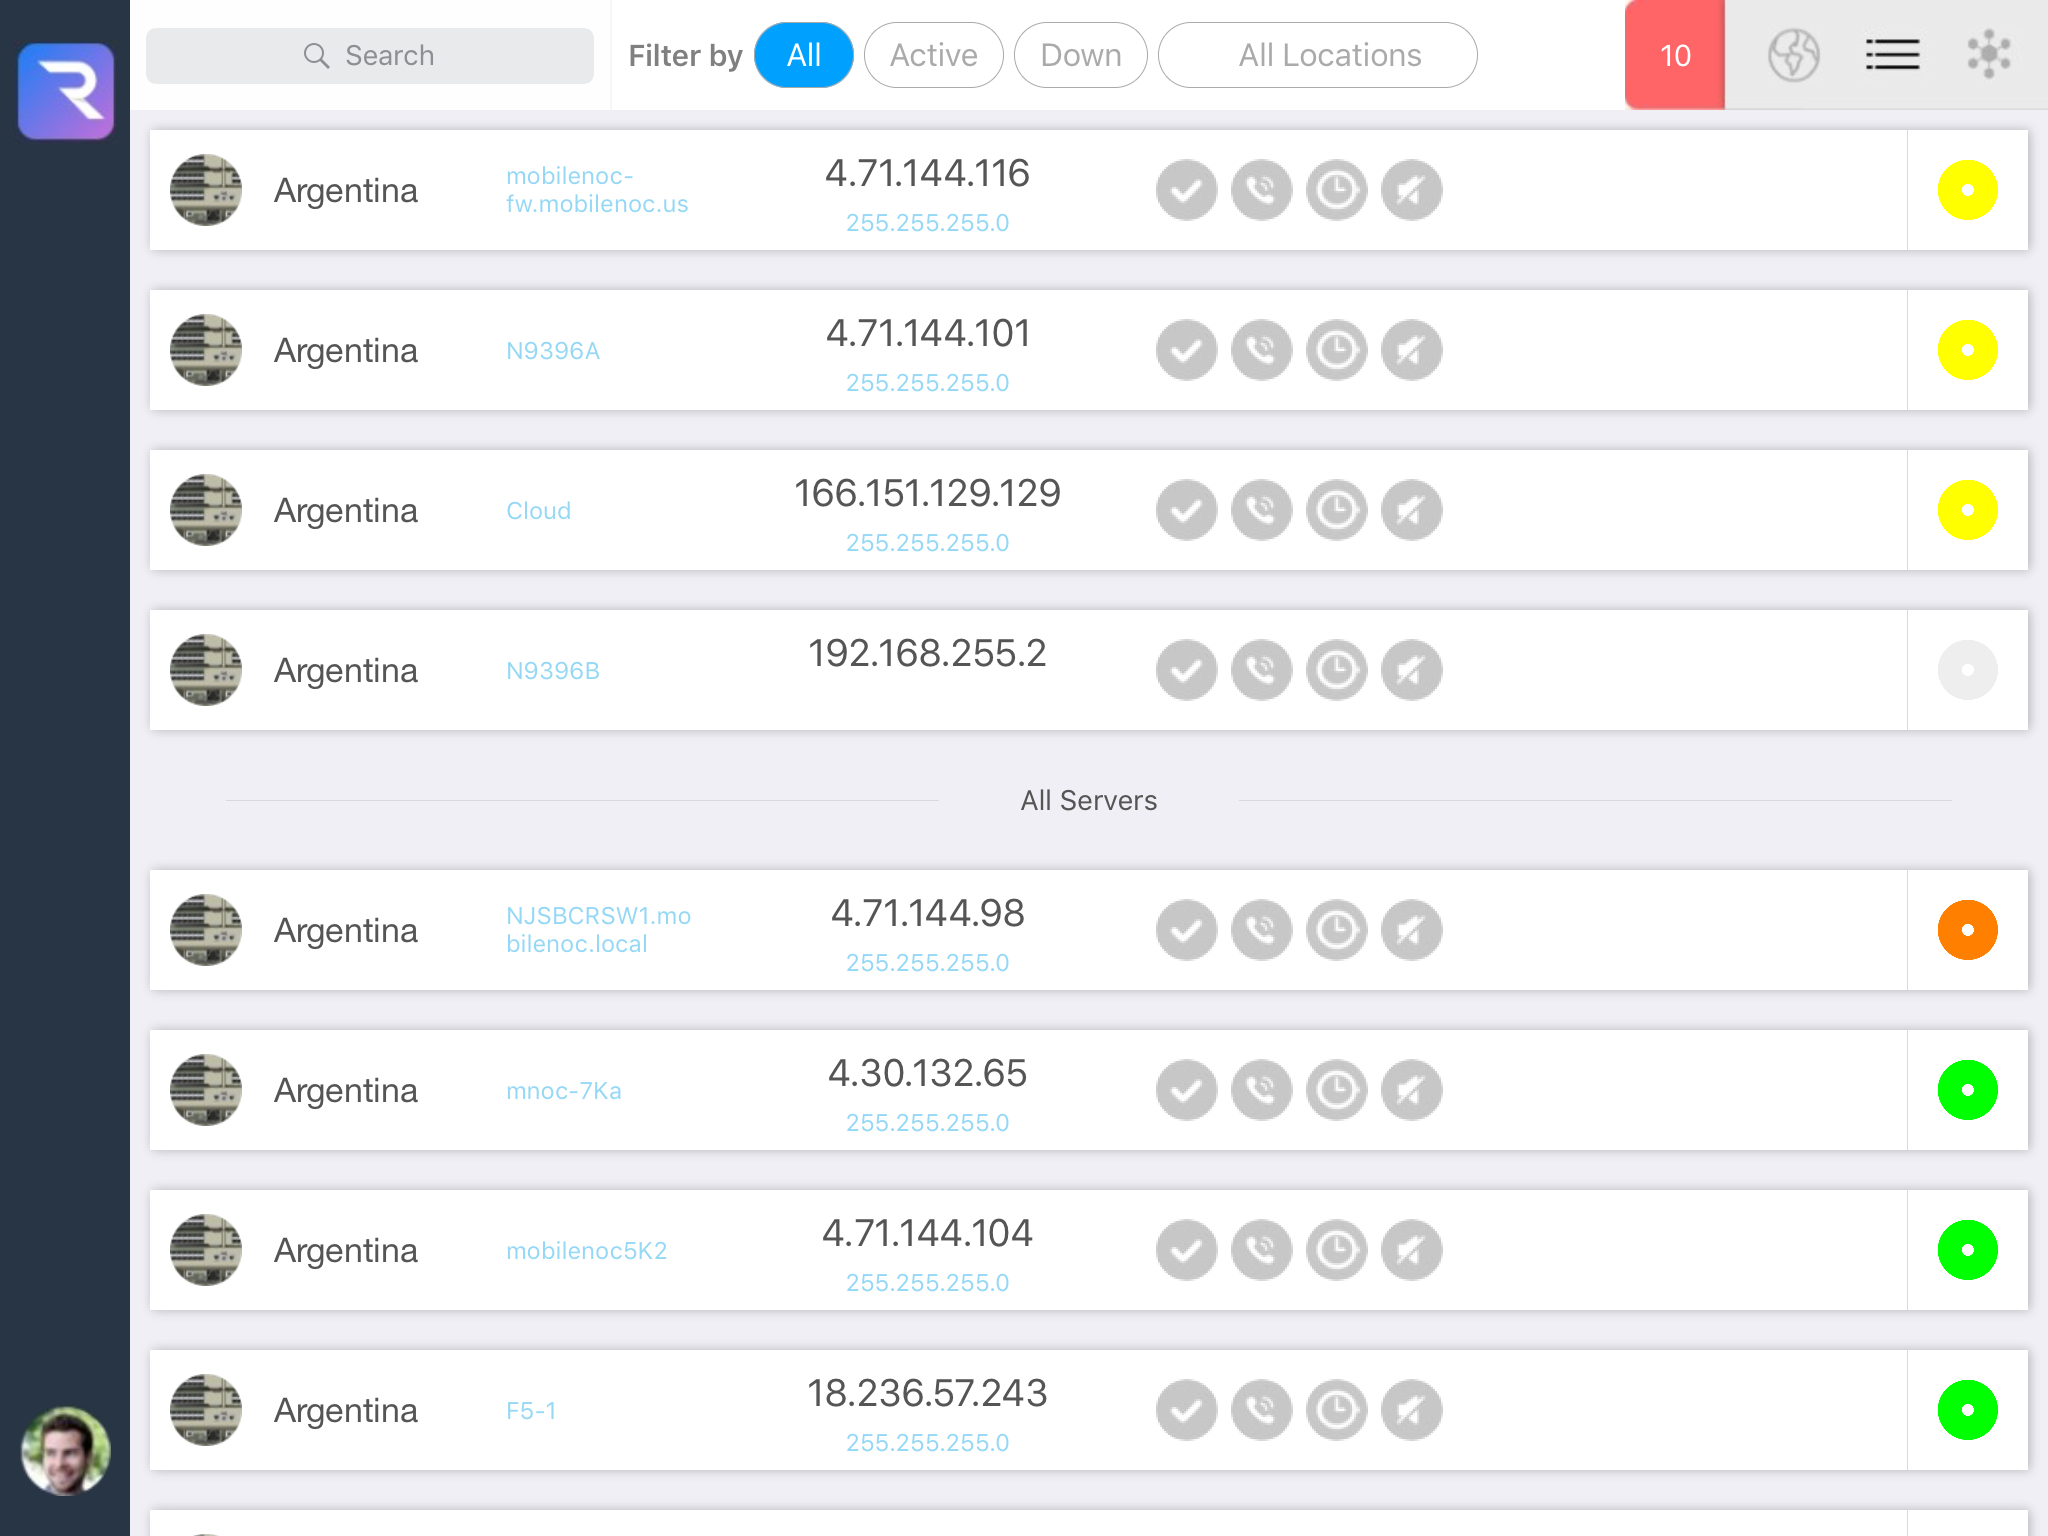 Search
Filter by All Active Down All Locations 10
Argentina mobilenoc-
fw.mobilenoc.us 4.71.144.116
255.255.255.0
Argentina N9396A 4.71.144.101
255.255.255.0
Argentina Cloud 166.151.129.129
255.255.255.0
Argentina N9396B 192.168.255.2
All Servers
Argentina NJSBCRSW1.mo
bilenoc.local 4.71.144.98
255.255.255.0
Argentina mnoc-7Ka 4.30.132.65
255.255.255.0
Argentina mobilenoc5K2 4.71.144.104
255.255.255.0
Argentina F5-1 18.236.57.243
255.255.255.0